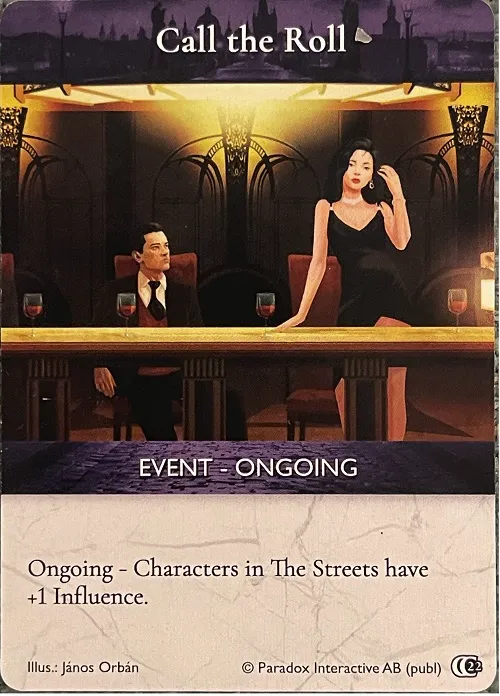 Call the Roll
EVENT - ONGOING
Ongoing - Characters in The Streets have
+1 Influence.
Illus.: János Orbán
© Paradox Interactive AB (publ)
22